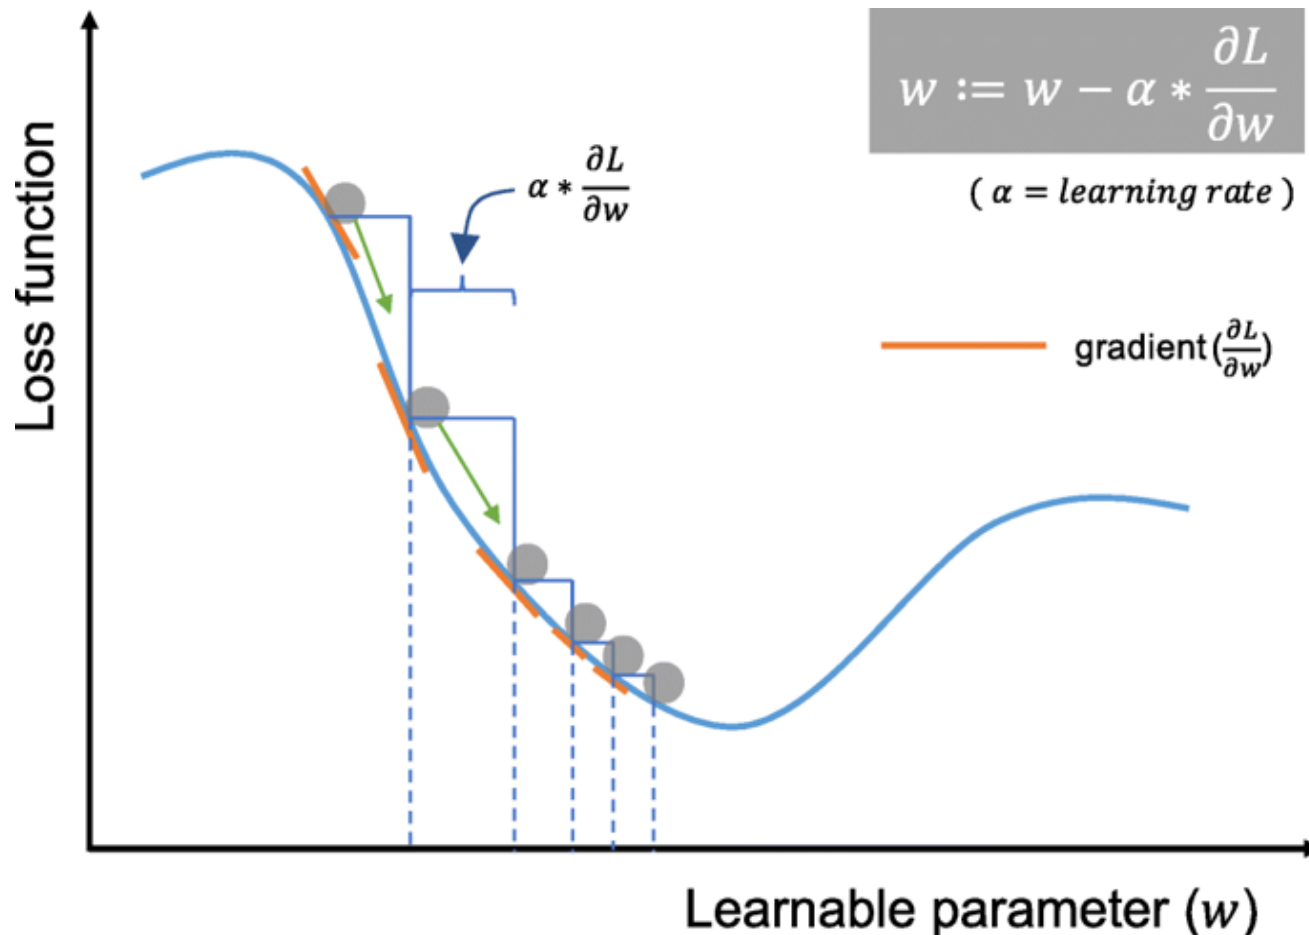 w := w − α * ∂L/∂w
( α = learning rate )
α * ∂L/∂w
gradient(∂L/∂w)
Loss function
Learnable parameter (w)